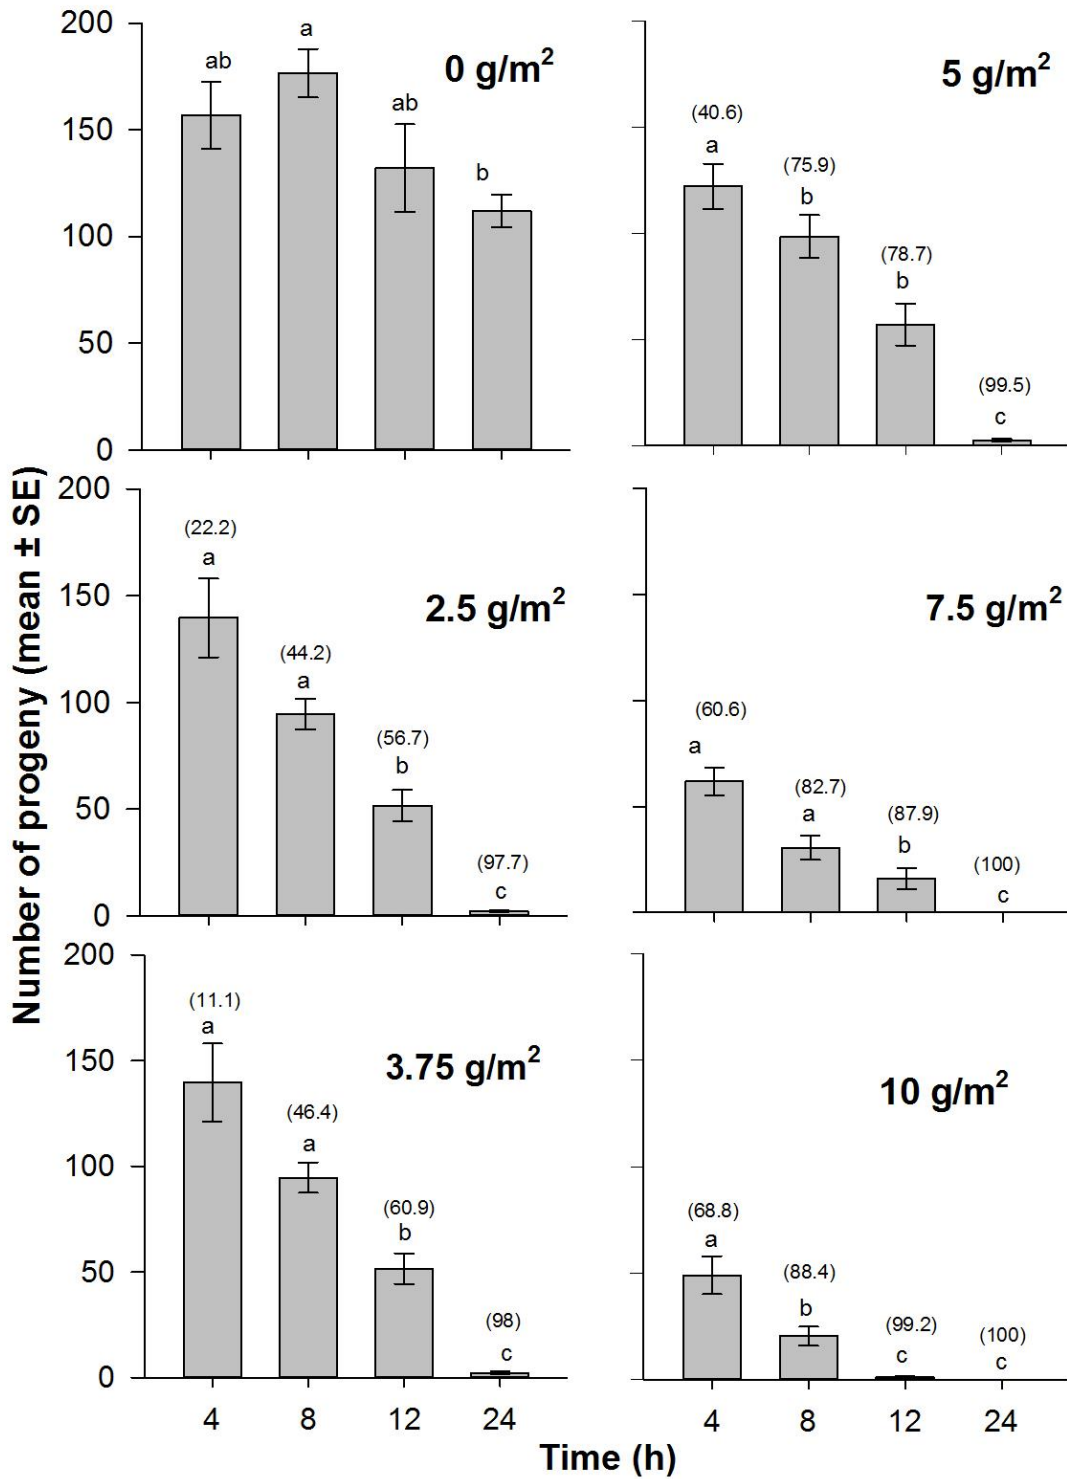 Number of progeny (mean ± SE)
0 g/m²
200
150
100
50
0
ab
a
ab
b
4
8
12
24
5 g/m²
(40.6)
a
(75.9)
b
(78.7)
b
(99.5)
c
2.5 g/m²
200
150
100
50
0
(22.2)
a
(44.2)
a
(56.7)
b
(97.7)
c
7.5 g/m²
(60.6)
a
(82.7)
a
(87.9)
b
(100)
c
3.75 g/m²
200
150
100
50
0
(11.1)
a
(46.4)
a
(60.9)
b
(98)
c
4
8
12
24
10 g/m²
(68.8)
a
(88.4)
b
(99.2)
c
(100)
c
4
8
12
24
Time (h)